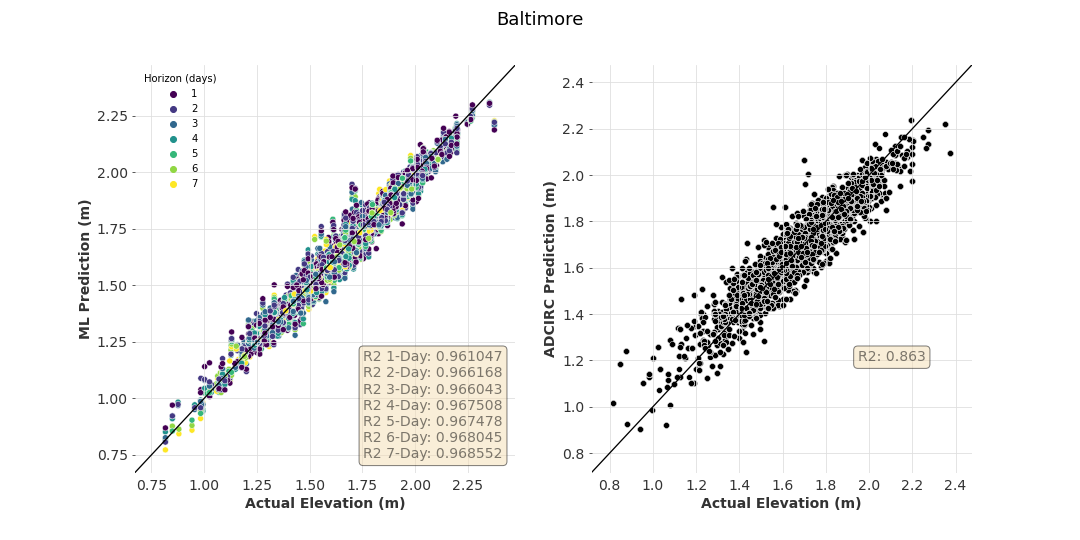 Baltimore
Horizon (days)
1
2
3
4
5
6
7
ML Prediction (m)
2.25
2.00
1.75
1.50
1.25
1.00
0.75
R2 1-Day: 0.961047
R2 2-Day: 0.966168
R2 3-Day: 0.966043
R2 4-Day: 0.967508
R2 5-Day: 0.967478
R2 6-Day: 0.968045
R2 7-Day: 0.968552
0.75 1.00 1.25 1.50 1.75 2.00 2.25
Actual Elevation (m)
ADCIRC Prediction (m)
2.4
2.2
2.0
1.8
1.6
1.4
1.2
1.0
0.8
R2: 0.863
0.8 1.0 1.2 1.4 1.6 1.8 2.0 2.2 2.4
Actual Elevation (m)